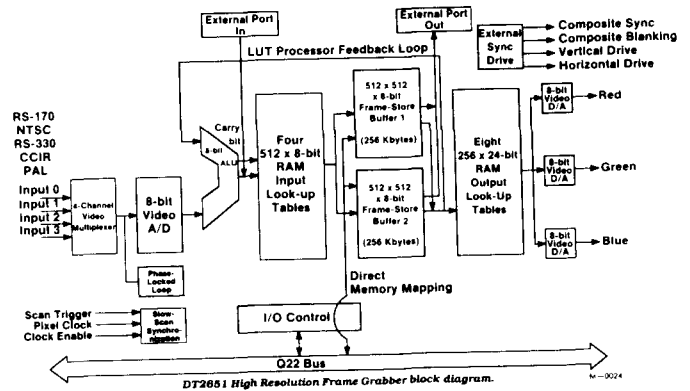 External Port
In
External Port
Out
External
Sync
Drive
Composite Sync
Composite Blanking
Vertical Drive
Horizontal Drive
LUT Processor Feedback Loop
RS-170
NTSC
RS-330
CCIR
PAL
Input 0
Input 1
Input 2
Input 3
4-Channel
Video
Multiplexer
8-bit
Video
A/D
Phase-
Locked
Loop
Carry
bit
8-bit
ALU
Four
512 x 8-bit
RAM
Input
Look-up
Tables
512 x 512
x 8-bit
Frame-Store
Buffer 1
(256 Kbytes)
512 x 512
x 8-bit
Frame-Store
Buffer 2
(256 Kbytes)
Eight
256 x 24-bit
RAM
Output
Look-Up
Tables
8-bit
Video
D/A
Red
8-bit
Video
D/A
Green
8-bit
Video
D/A
Blue
Direct
Memory Mapping
Scan Trigger
Pixel Clock
Clock Enable
Slow-
Scan
Synchro-
nization
I/O Control
Q22 Bus
M-0024
DT2651 High Resolution Frame Grabber block diagram.